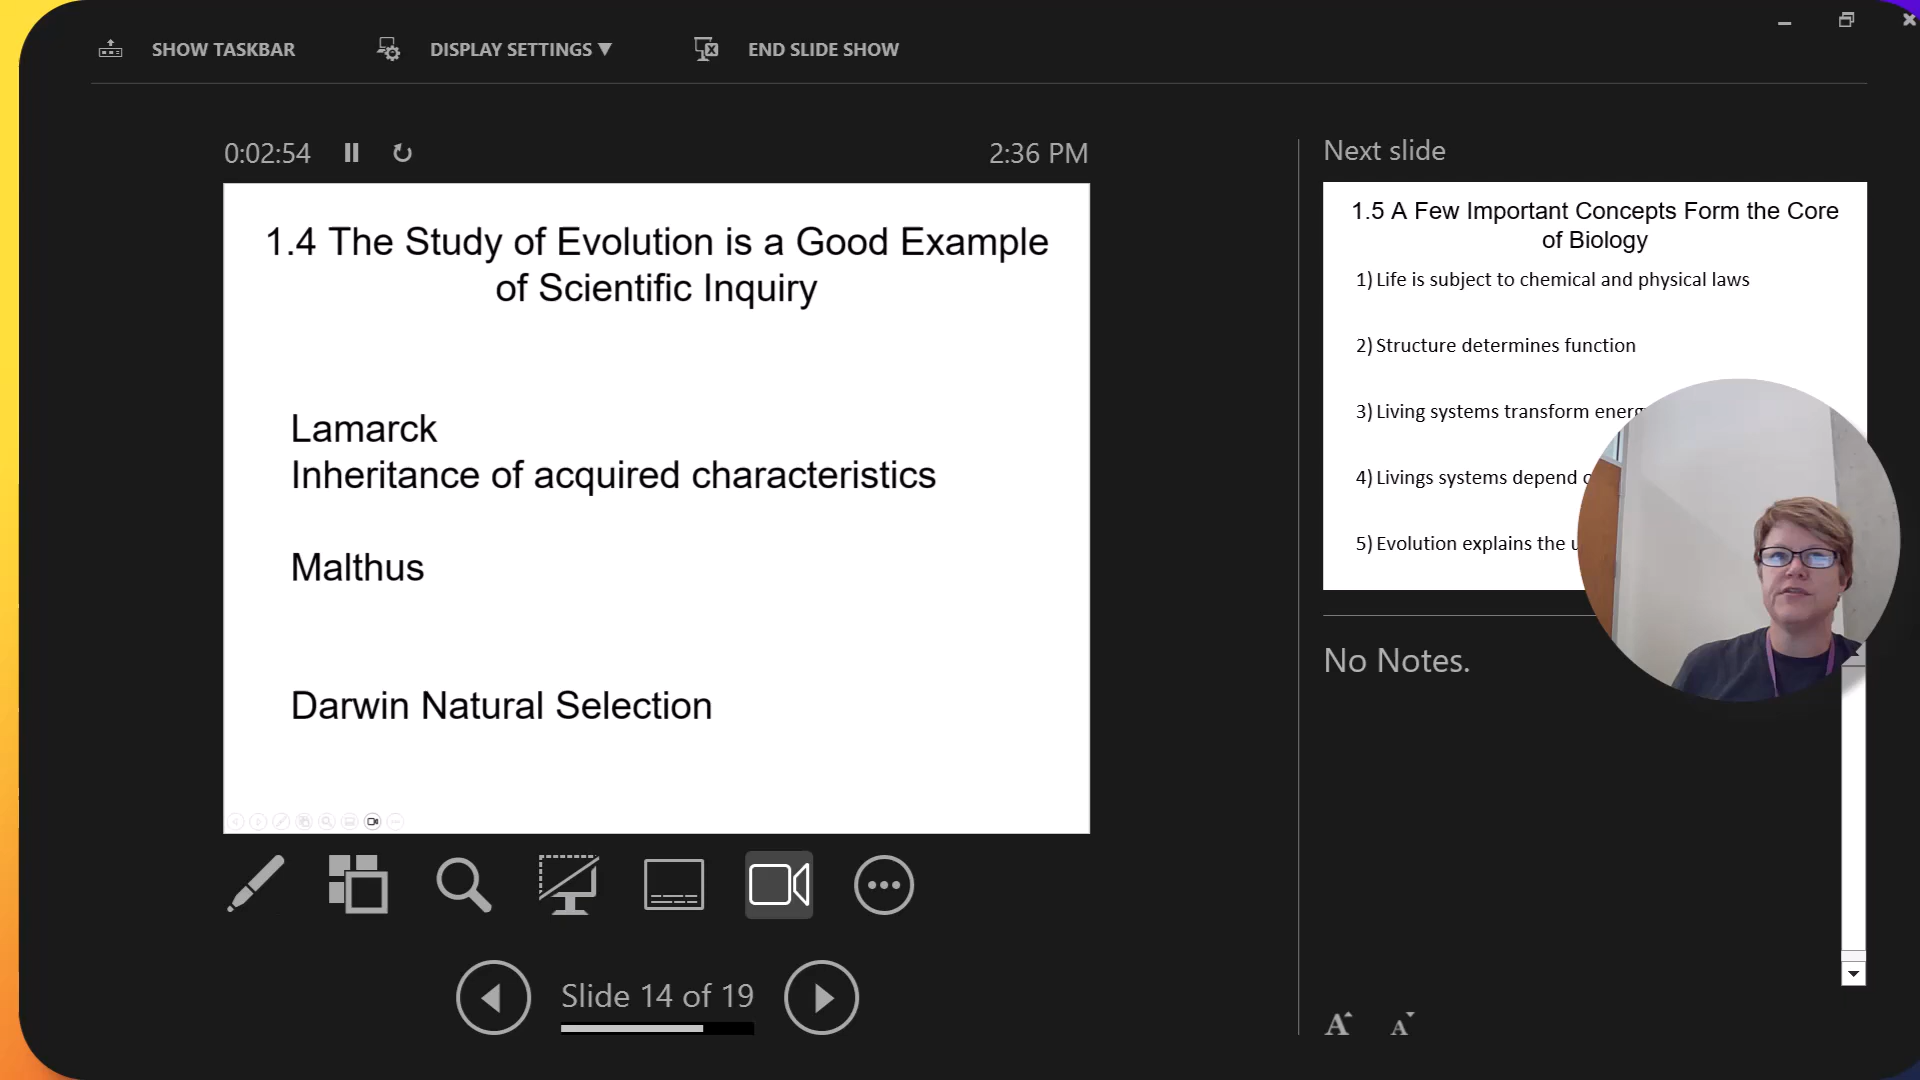 SHOW TASKBAR
DISPLAY SETTINGS ▼
END SLIDE SHOW
0:02:54
2:36 PM
1.4 The Study of Evolution is a Good Example
of Scientific Inquiry
Lamarck
Inheritance of acquired characteristics
Malthus
Darwin Natural Selection
Slide 14 of 19
Next slide
1.5 A Few Important Concepts Form the Core
of Biology
1) Life is subject to chemical and physical laws
2) Structure determines function
3) Living systems transform
4) Livings systems depend
5) Evolution explains the
No Notes.
A A